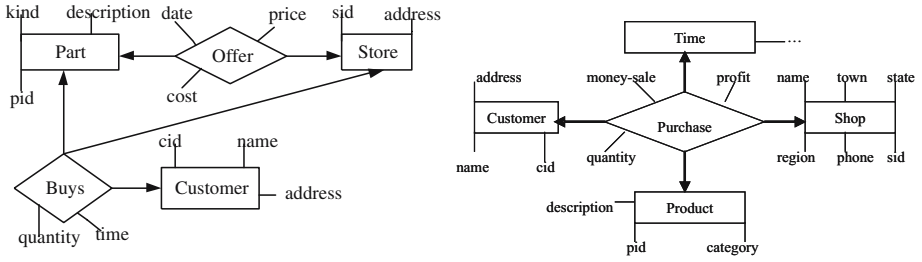 kind description date price sid address
Part Offer Store
pid cost
cid name
Buys Customer address
quantity time
Time ...
address money-sale profit name town state
Customer Purchase Shop
name cid quantity region phone sid
description Product
pid category